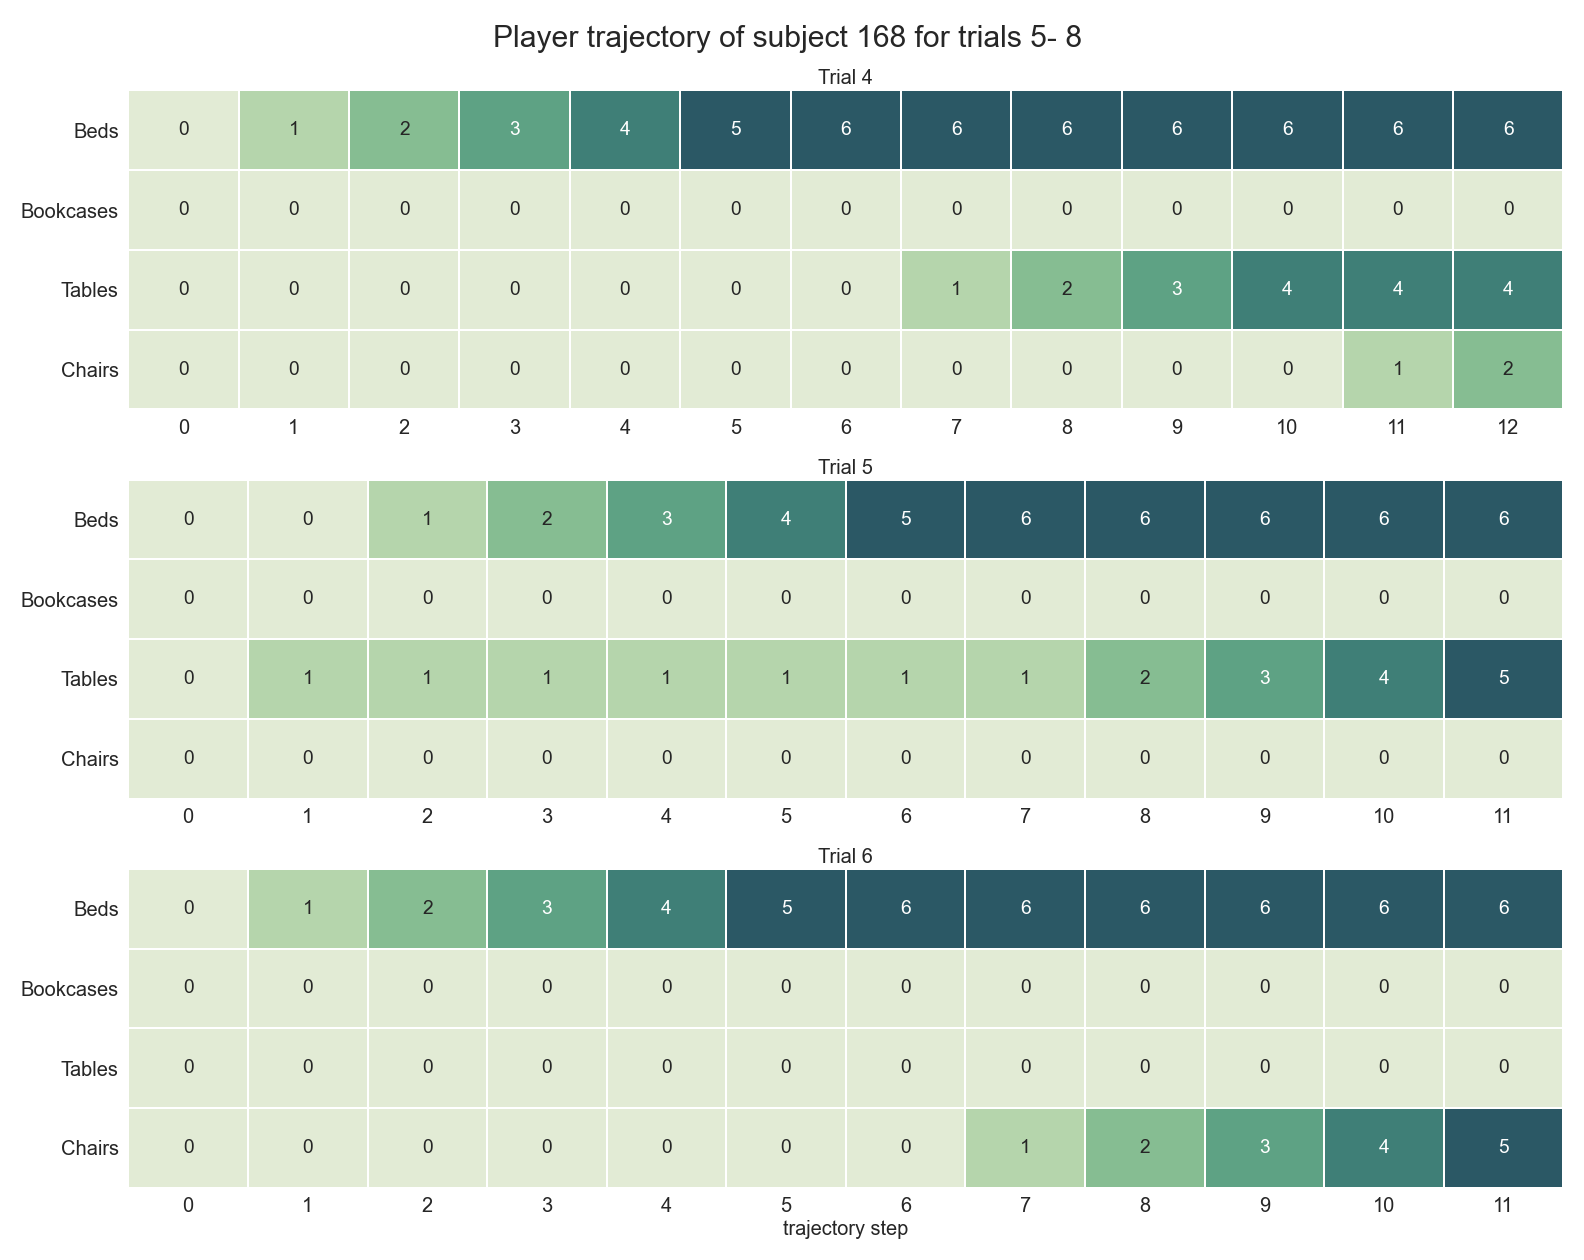 Player trajectory of subject 168 for trials 5- 8
Trial 4
Beds 0 1 2 3 4 5 6 6 6 6 6 6 6
Bookcases 0 0 0 0 0 0 0 0 0 0 0 0 0
Tables 0 0 0 0 0 0 0 1 2 3 4 4 4
Chairs 0 0 0 0 0 0 0 0 0 0 0 1 2
0 1 2 3 4 5 6 7 8 9 10 11 12
Trial 5
Beds 0 0 1 2 3 4 5 6 6 6 6 6
Bookcases 0 0 0 0 0 0 0 0 0 0 0 0
Tables 0 1 1 1 1 1 1 1 2 3 4 5
Chairs 0 0 0 0 0 0 0 0 0 0 0 0
0 1 2 3 4 5 6 7 8 9 10 11
Trial 6
Beds 0 1 2 3 4 5 6 6 6 6 6 6
Bookcases 0 0 0 0 0 0 0 0 0 0 0 0
Tables 0 0 0 0 0 0 0 0 0 0 0 0
Chairs 0 0 0 0 0 0 0 1 2 3 4 5
0 1 2 3 4 5 6 7 8 9 10 11
trajectory step